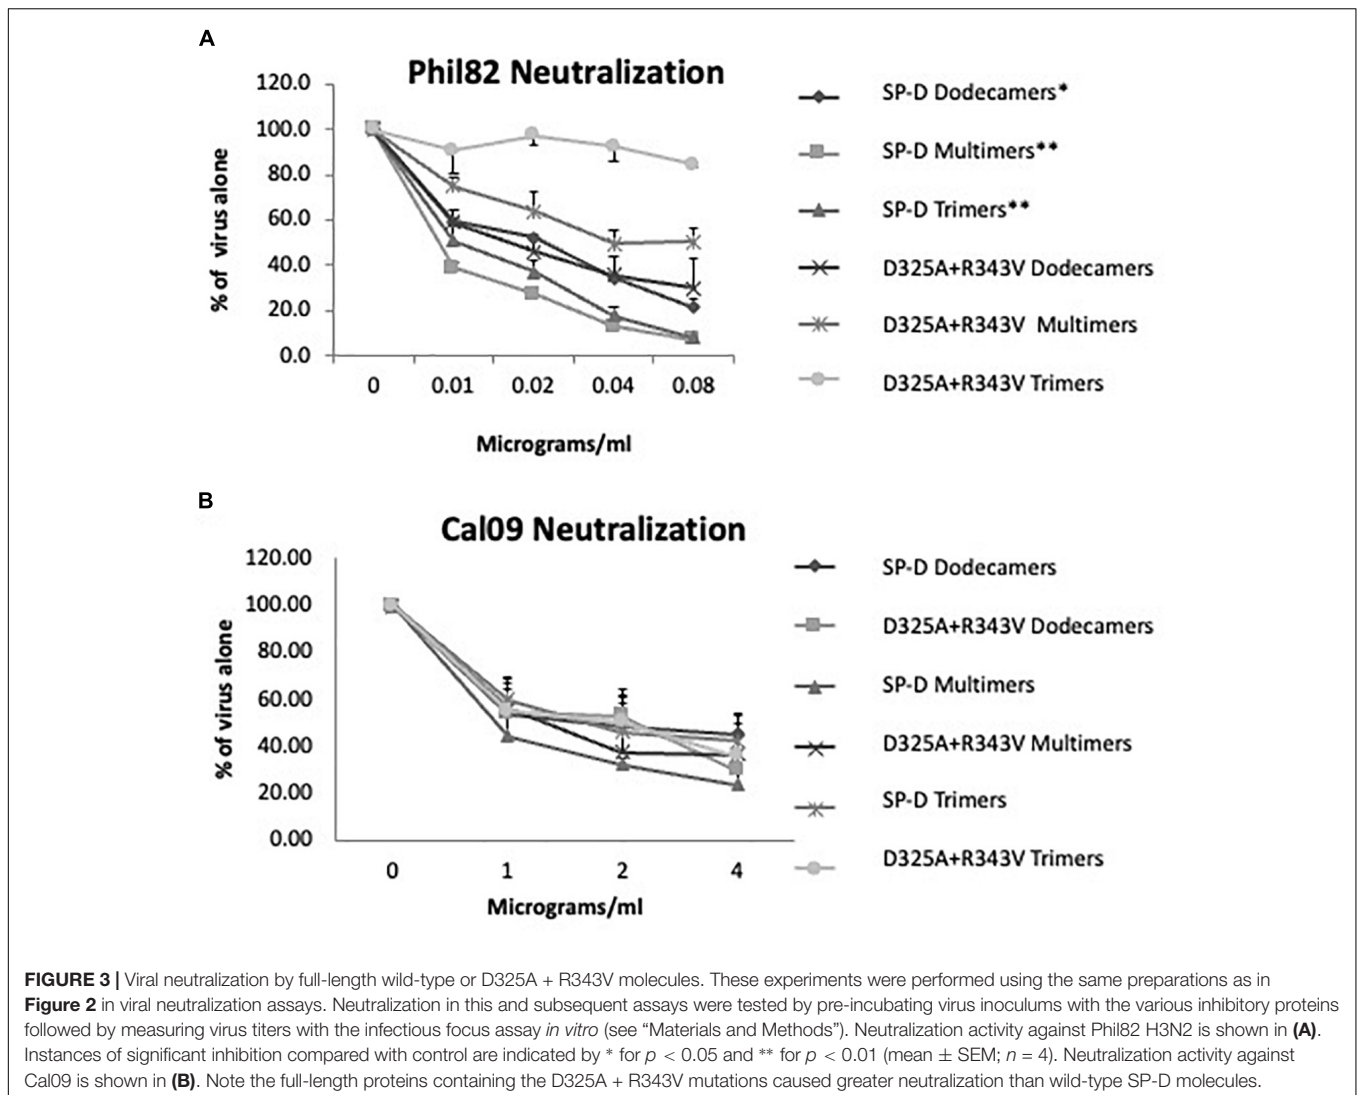 A
Phil82 Neutralization
120.0
100.0
80.0
60.0
40.0
20.0
0.0
% of virus alone
0 0.01 0.02 0.04 0.08
Micrograms/ml
SP-D Dodecamers*
SP-D Multimers**
SP-D Trimers**
D325A+R343V Dodecamers
D325A+R343V Multimers
D325A+R343V Trimers
B
Cal09 Neutralization
120.00
100.00
80.00
60.00
40.00
20.00
0.00
% of virus alone
0 1 2 4
Micrograms/ml
SP-D Dodecamers
D325A+R343V Dodecamers
SP-D Multimers
D325A+R343V Multimers
SP-D Trimers
D325A+R343V Trimers
FIGURE 3 | Viral neutralization by full-length wild-type or D325A + R343V molecules. These experiments were performed using the same preparations as in
Figure 2 in viral neutralization assays. Neutralization in this and subsequent assays were tested by pre-incubating virus inoculums with the various inhibitory proteins
followed by measuring virus titers with the infectious focus assay in vitro (see “Materials and Methods”). Neutralization activity against Phil82 H3N2 is shown in (A).
Instances of significant inhibition compared with control are indicated by * for p < 0.05 and ** for p < 0.01 (mean ± SEM; n = 4). Neutralization activity against
Cal09 is shown in (B). Note the full-length proteins containing the D325A + R343V mutations caused greater neutralization than wild-type SP-D molecules.